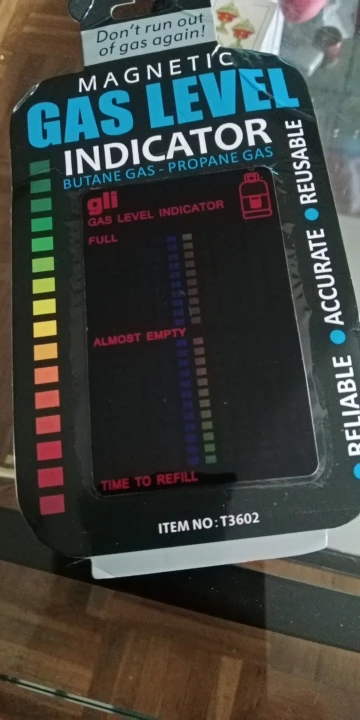 Don't run out
of gas again!
MAGNETIC
GAS LEVEL
INDICATOR
BUTANE GAS - PROPANE GAS
gli
GAS LEVEL INDICATOR
FULL
ALMOST EMPTY
TIME TO REFILL
RELIABLE • ACCURATE • REUSABLE
ITEM NO: T3602